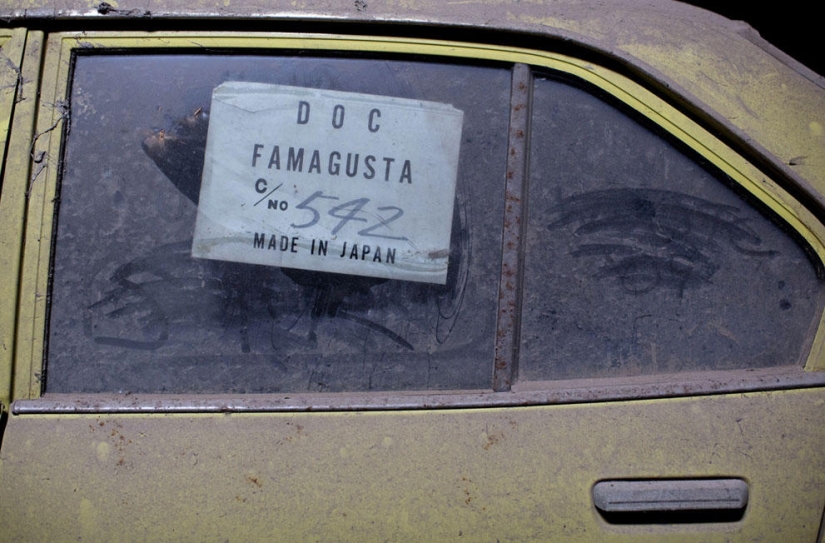 DOC
FAMAGUSTA
C/NO 542
MADE IN JAPAN